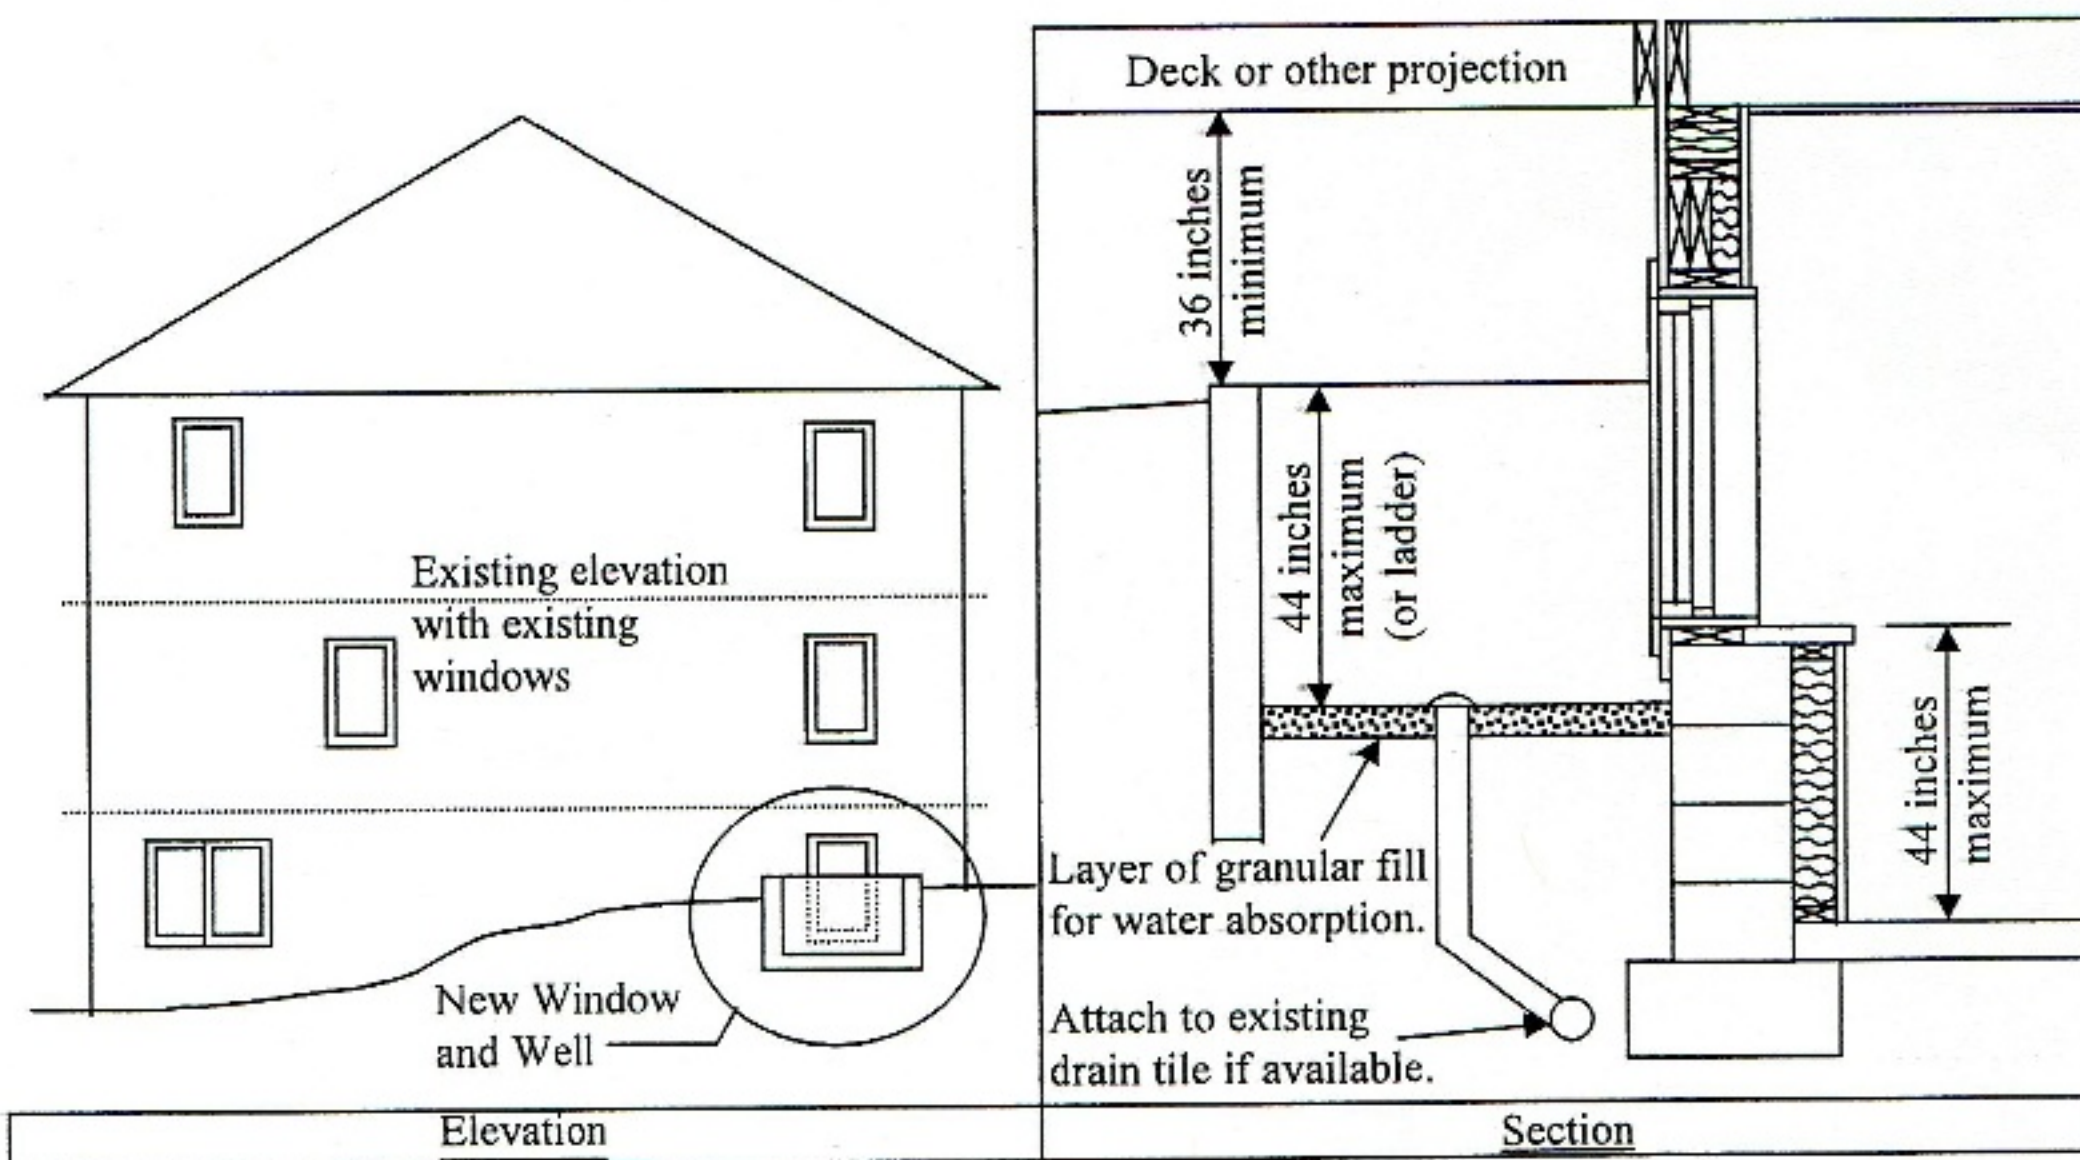 Existing elevation
with existing
windows
New Window
and Well
Elevation
Deck or other projection
36 inches
minimum
44 inches
maximum
(or ladder)
44 inches
maximum
Layer of granular fill
for water absorption.
Attach to existing
drain tile if available.
Section